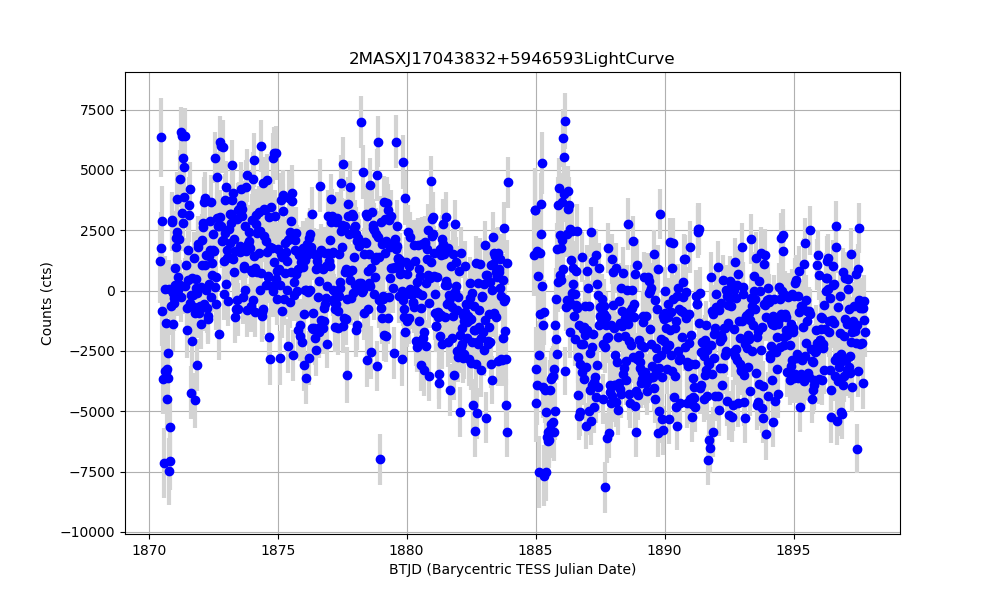 2MASXJ17043832+5946593LightCurve
7500
5000
2500
0
−2500
−5000
−7500
−10000
Counts (cts)
1870 1875 1880 1885 1890 1895
BTJD (Barycentric TESS Julian Date)